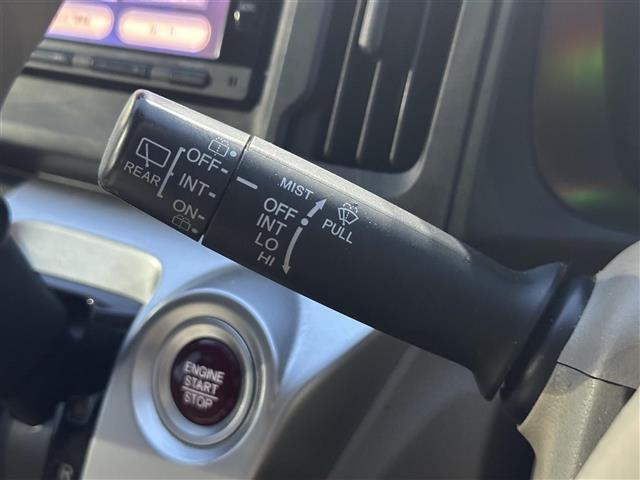 REAR
OFF
INT
ON
MIST
OFF
INT
LO
HI
PULL
ENGINE
START
STOP
R